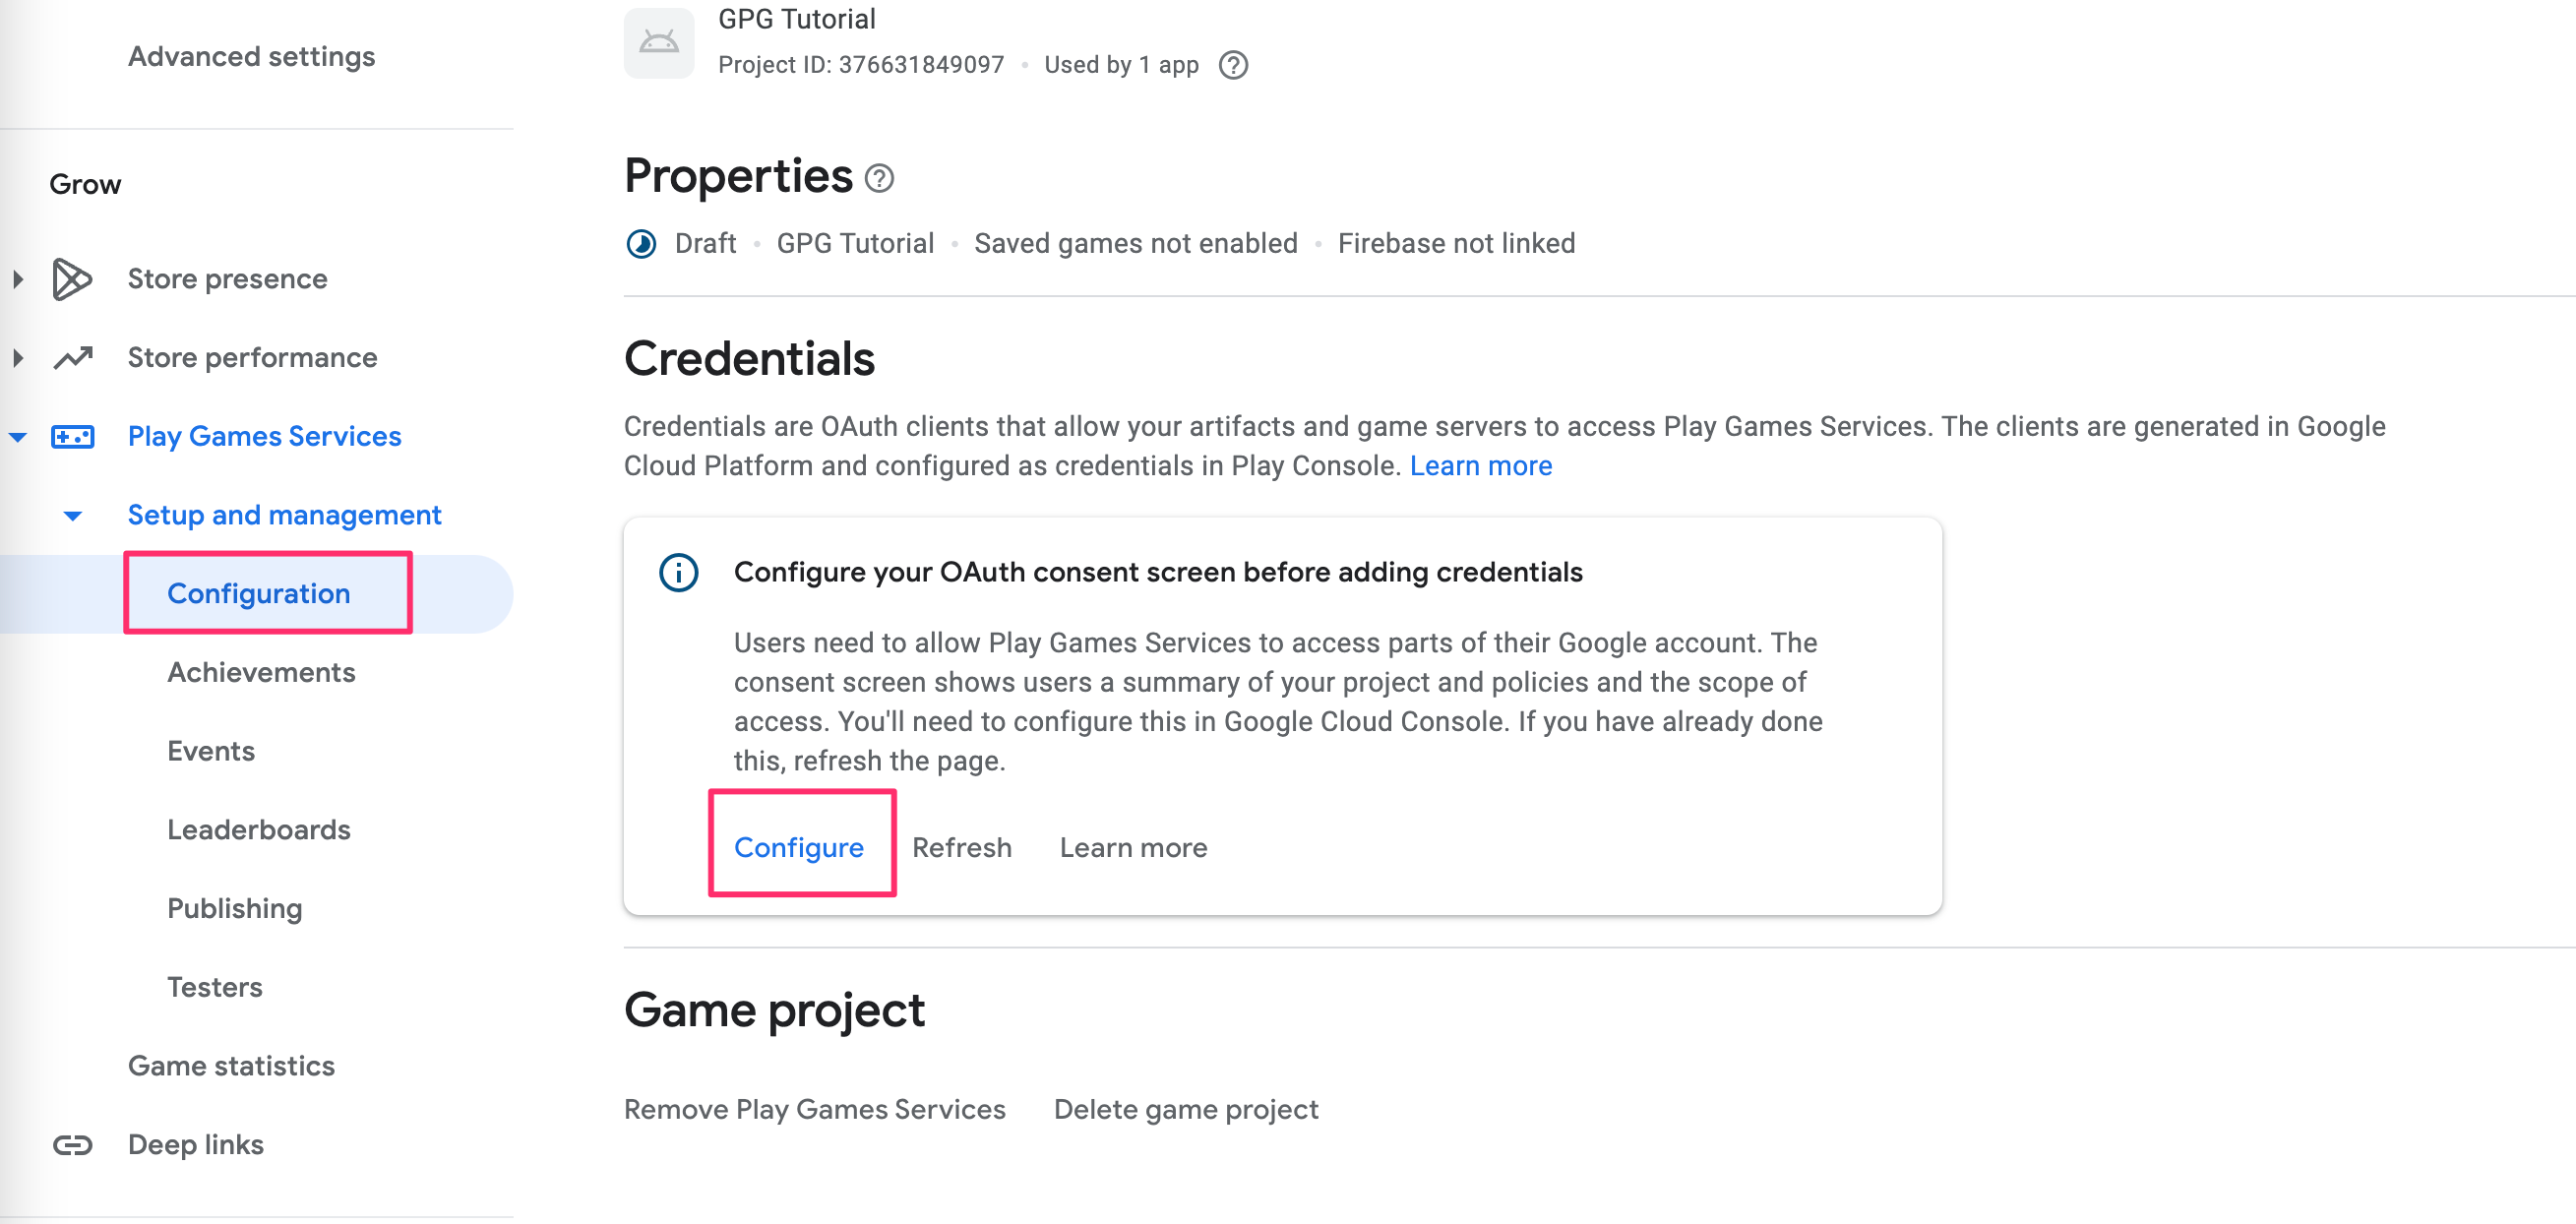 Advanced settings
Grow
Store presence
Store performance
Play Games Services
Setup and management
Configuration
Achievements
Events
Leaderboards
Publishing
Testers
Game statistics
Deep links
GPG Tutorial
Project ID: 376631849097 • Used by 1 app
Properties
Draft • GPG Tutorial • Saved games not enabled • Firebase not linked
Credentials
Credentials are OAuth clients that allow your artifacts and game servers to access Play Games Services. The clients are generated in Google
Cloud Platform and configured as credentials in Play Console. Learn more
Configure your OAuth consent screen before adding credentials
Users need to allow Play Games Services to access parts of their Google account. The
consent screen shows users a summary of your project and policies and the scope of
access. You'll need to configure this in Google Cloud Console. If you have already done
this, refresh the page.
Configure Refresh Learn more
Game project
Remove Play Games Services Delete game project